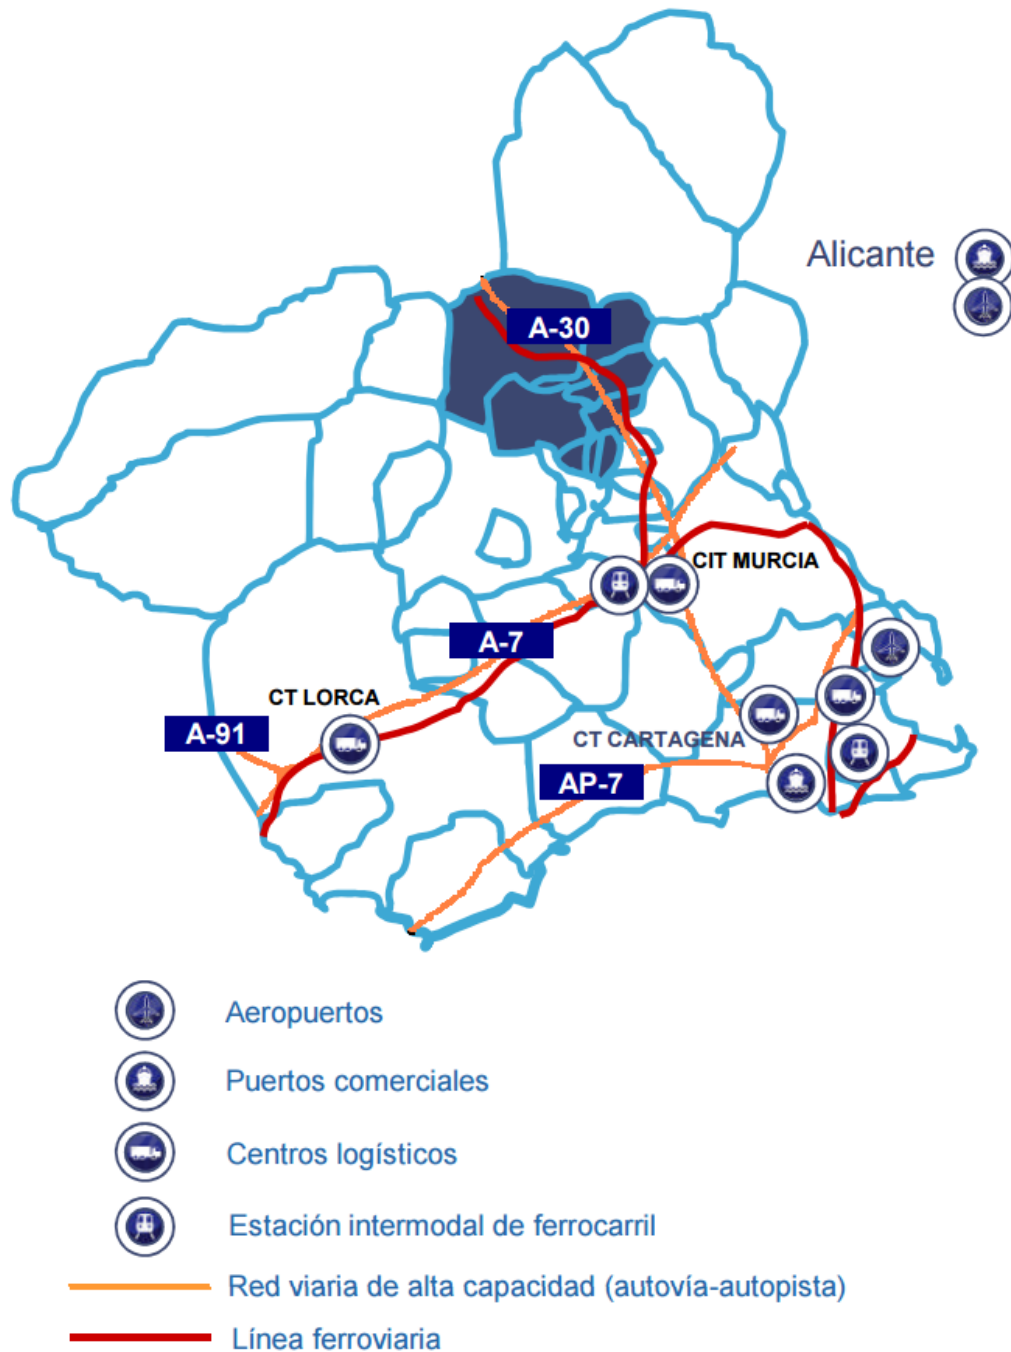 Alicante
A-30
CIT MURCIA
A-7
CT LORCA
A-91
CT CARTAGENA
AP-7
Aeropuertos
Puertos comerciales
Centros logísticos
Estación intermodal de ferrocarril
Red viaria de alta capacidad (autovía-autopista)
Línea ferroviaria